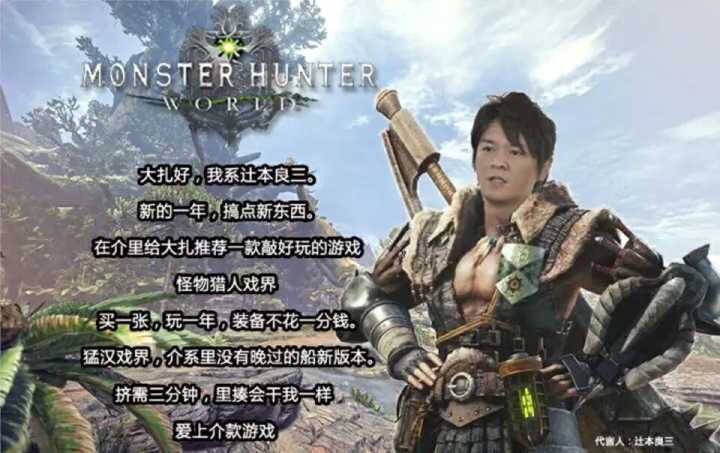 MONSTER HUNTER
WORLD
大扎好，我系辻本良三。
新的一年，搞点新东西。
在介里给大扎推荐一款敲好玩的游戏
怪物猎人戏界
买一张，玩一年，装备不花一分钱。
猛汉戏界，介系里没有晚过的船新版本。
挤需三分钟，里揍会干我一样
爱上介款游戏
代言人：辻本良三